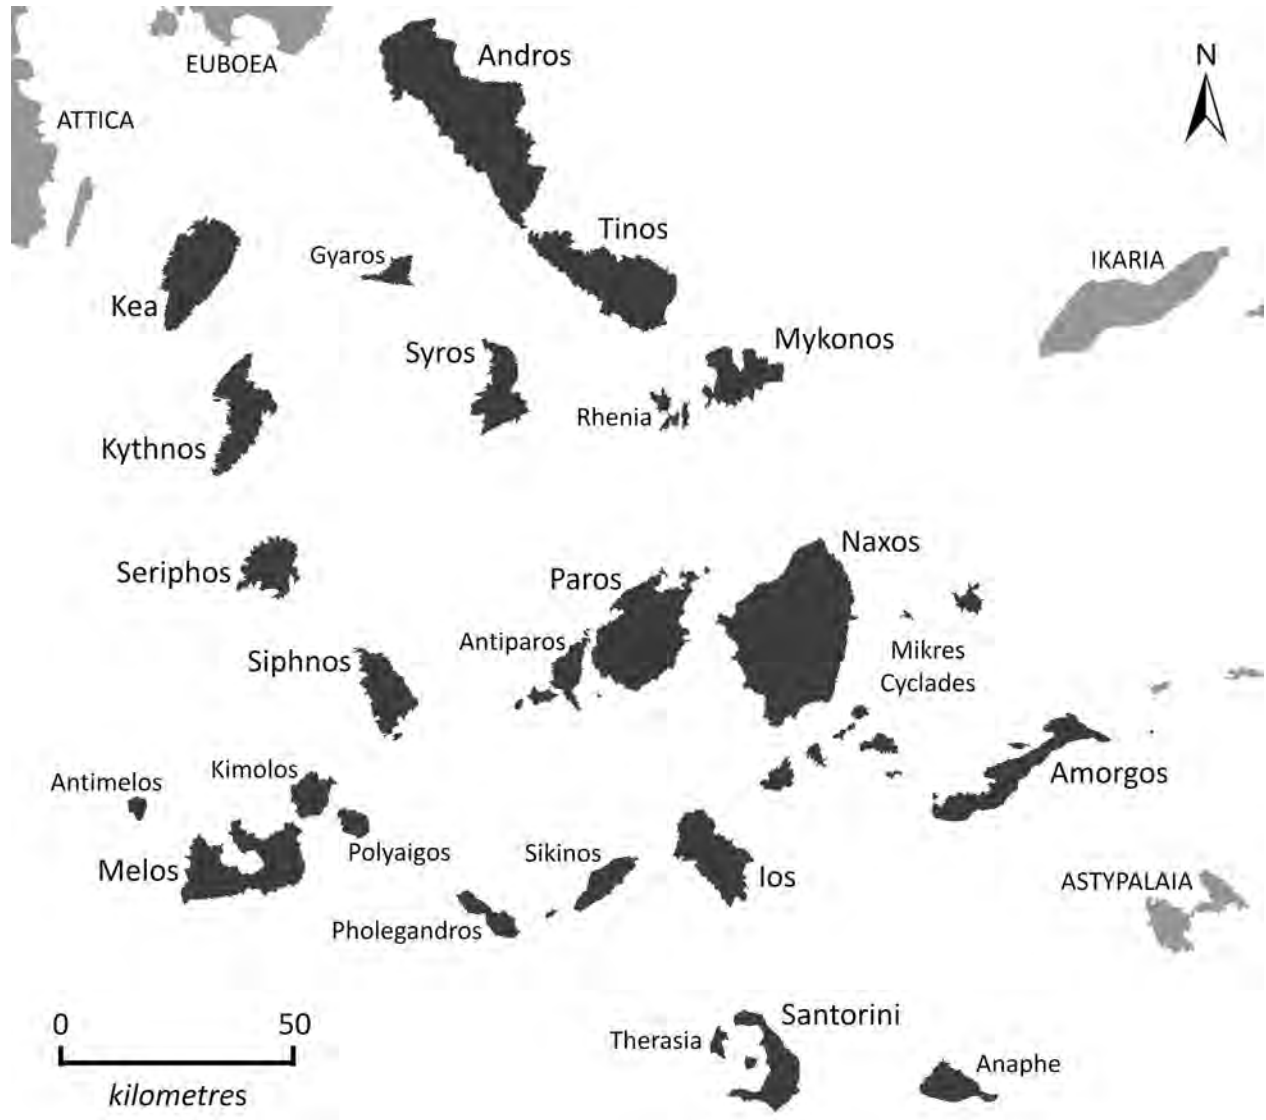 Andros
N
EUBOEA
ATTICA
Tinos
Gyaros
IKARIA
Kea
Syros
Mykonos
Rhenia
Kythnos
Naxos
Seriphos
Paros
Antiparos
Mikres
Cyclades
Siphnos
Kimolos
Antimelos
Amorgos
Polyaigos
Sikinos
Melos
Ios
ASTYPALAIA
Pholegandros
Santorini
0 50
Therasia
Anaphe
kilometres